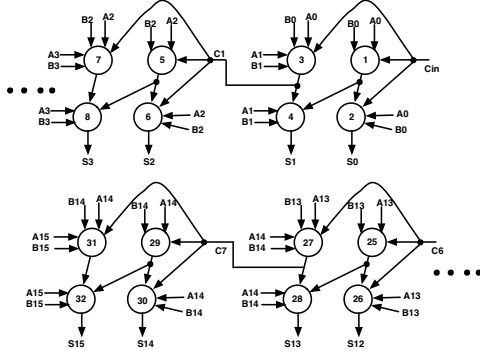 B2 A2 B2 A2 B0 A0 B0 A0
A3 7 5 C1 A1 3 1 Cin
B3 B1
A3 8 6 A2 A1 4 2 A0
B3 B2 B1 B0
S3 S2 S1 S0
B14 A14 B14 A14 B13 A13 B13 A13
A15 31 29 C7 A14 27 25 C6
B15 B14
A15 32 30 A14 A14 28 26 A13
B15 B14 B14 B13
S15 S14 S13 S12